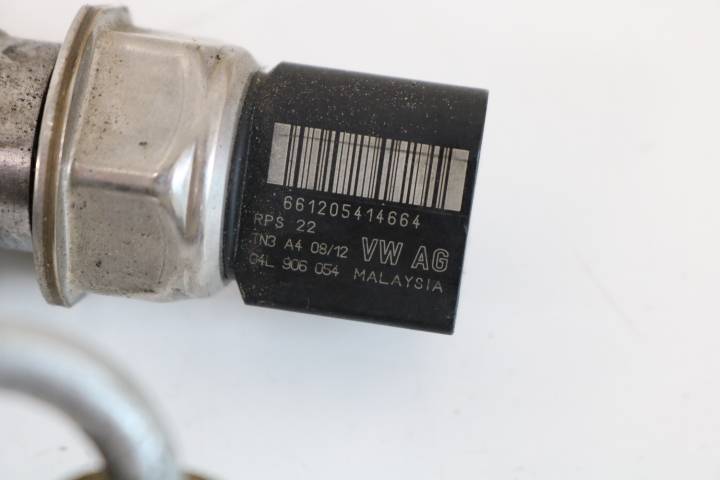 661205414664
RPS 22
TN3 A4 08/12 VW AG
04L 906 054 MALAYSIA